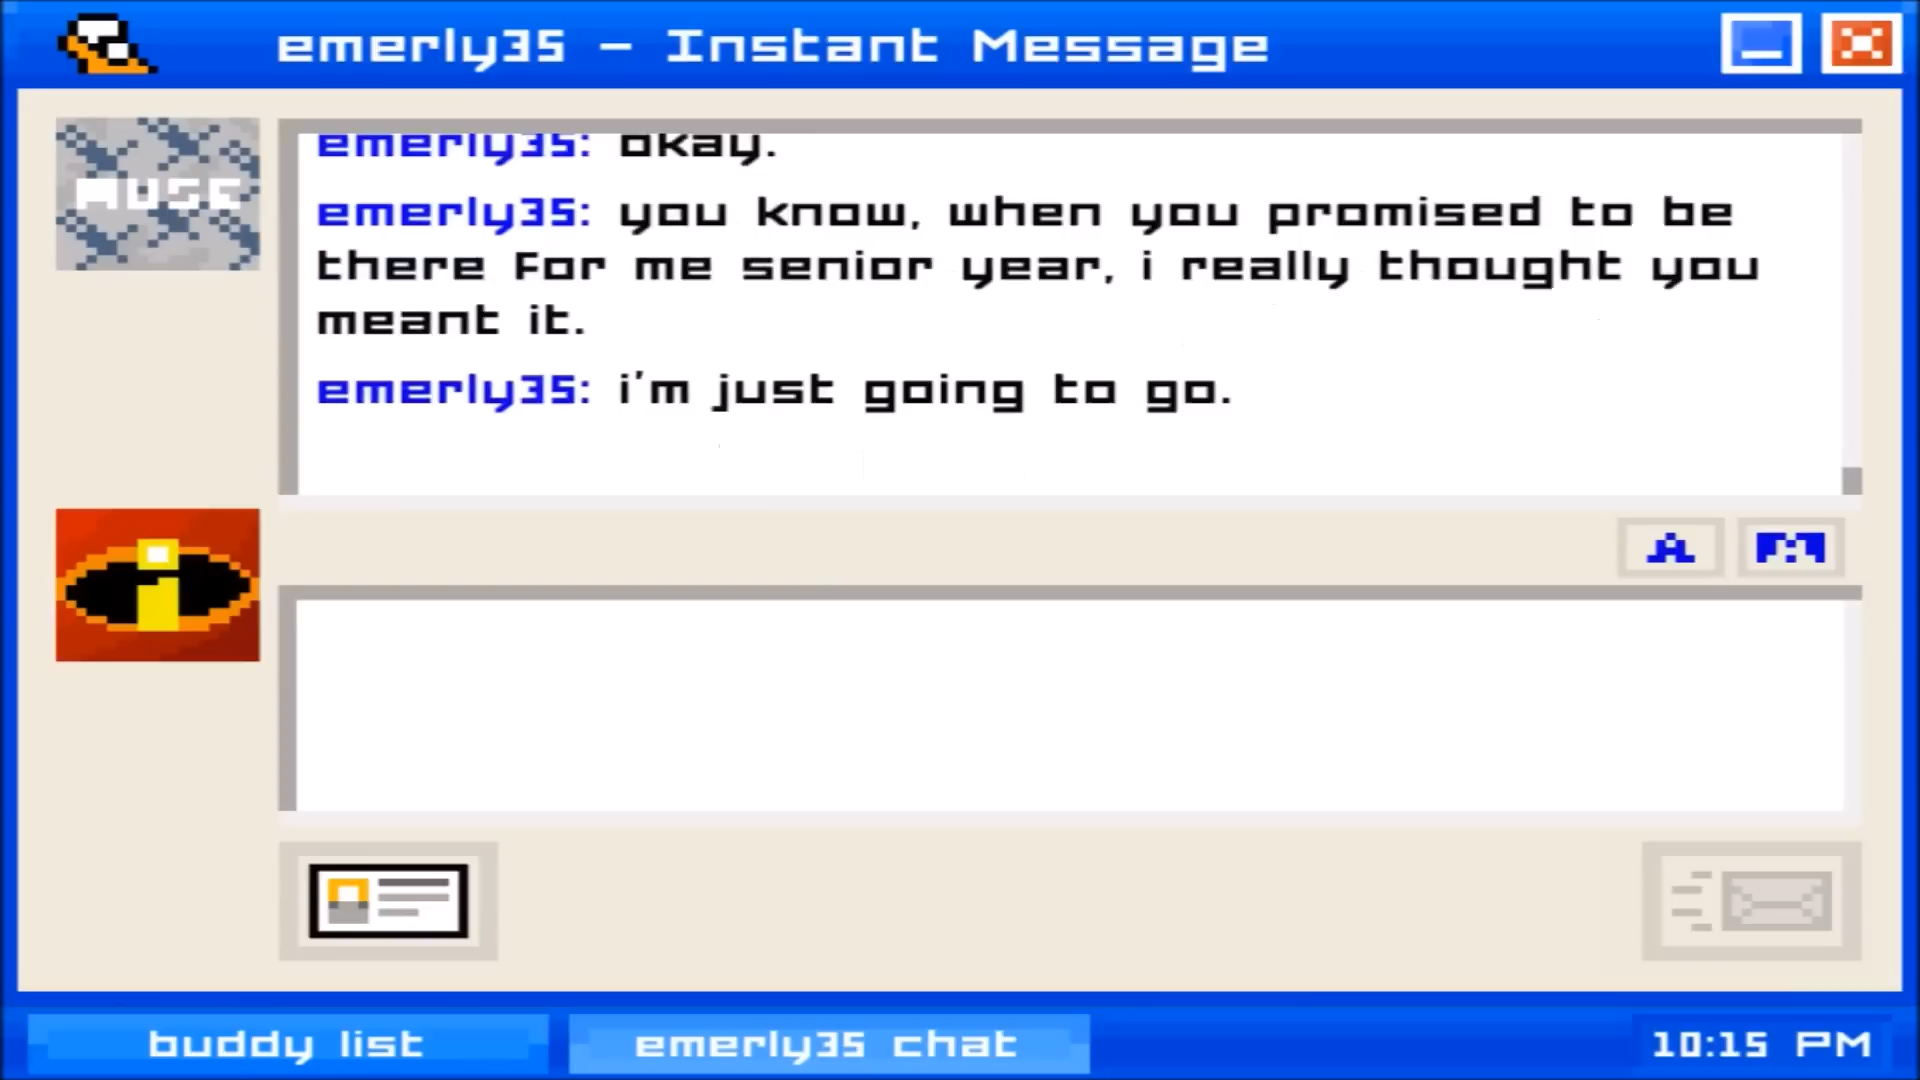 emerly35 - Instant Message
MUSE
emerly35: okay.
emerly35: you know, when you promised to be
there For me senior year, i really thought you
meant it.
emerly35: i'm just going to go.
i
A
A
buddy list
emerly35 chat
10:15 PM